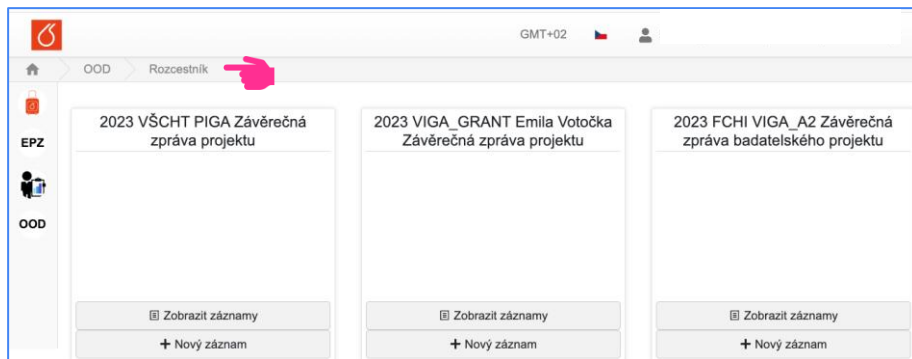 GMT+02
OOD Rozcestník
EPZ
OOD
2023 VŠCHT PIGA Závěrečná
zpráva projektu
Zobrazit záznamy
+ Nový záznam
2023 VIGA_GRANT Emila Votočka
Závěrečná zpráva projektu
Zobrazit záznamy
+ Nový záznam
2023 FCHI VIGA_A2 Závěrečná
zpráva badatelského projektu
Zobrazit záznamy
+ Nový záznam